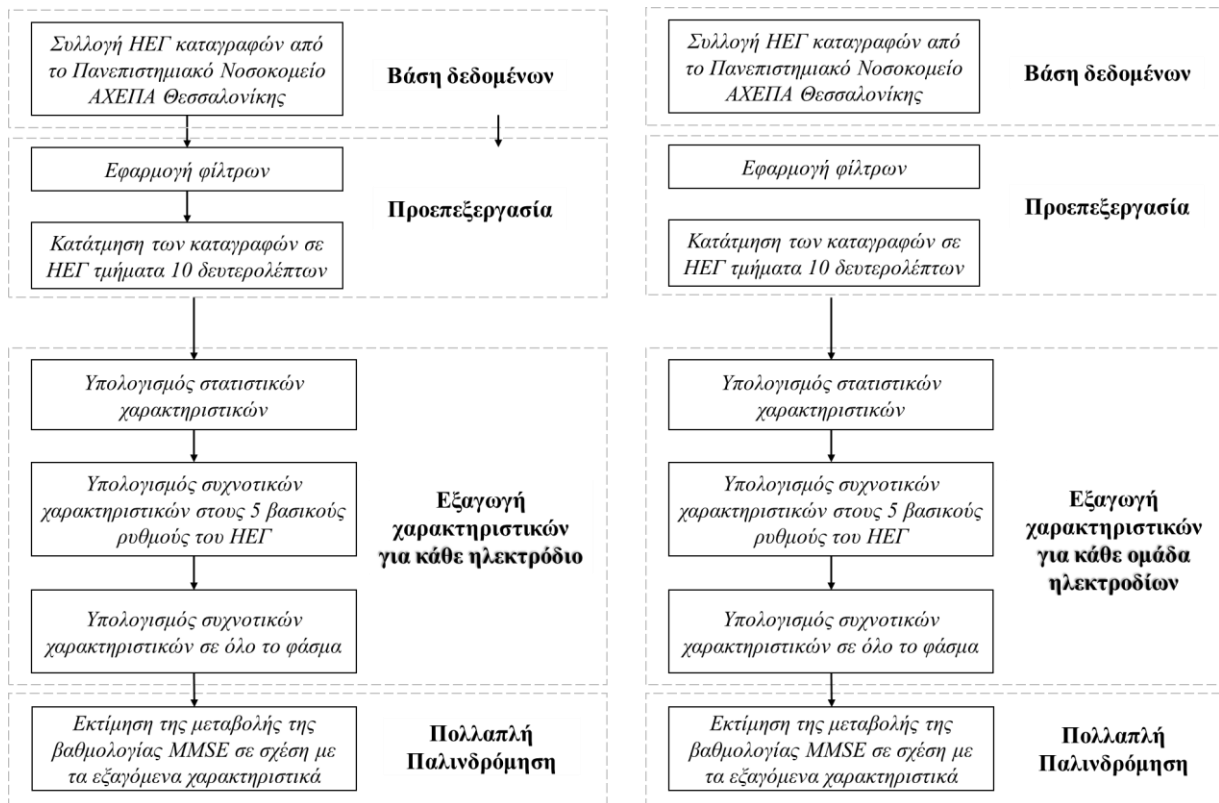 Συλλογή ΗΕΓ καταγραφών από
το Πανεπιστημιακό Νοσοκομείο
ΑΧΕΠΑ Θεσσαλονίκης
Βάση δεδομένων
Εφαρμογή φίλτρων
Προεπεξεργασία
Κατάτμηση των καταγραφών σε
ΗΕΓ τμήματα 10 δευτερολέπτων
Υπολογισμός στατιστικών
χαρακτηριστικών
Υπολογισμός συχνοτικών
χαρακτηριστικών στους 5 βασικούς
ρυθμούς του ΗΕΓ
Εξαγωγή
χαρακτηριστικών
για κάθε ηλεκτρόδιο
Υπολογισμός συχνοτικών
χαρακτηριστικών σε όλο το φάσμα
Εκτίμηση της μεταβολής της
βαθμολογίας MMSE σε σχέση με
τα εξαγόμενα χαρακτηριστικά
Πολλαπλή
Παλινδρόμηση
Συλλογή ΗΕΓ καταγραφών από
το Πανεπιστημιακό Νοσοκομείο
ΑΧΕΠΑ Θεσσαλονίκης
Βάση δεδομένων
Εφαρμογή φίλτρων
Προεπεξεργασία
Κατάτμηση των καταγραφών σε
ΗΕΓ τμήματα 10 δευτερολέπτων
Υπολογισμός στατιστικών
χαρακτηριστικών
Υπολογισμός συχνοτικών
χαρακτηριστικών στους 5 βασικούς
ρυθμούς του ΗΕΓ
Εξαγωγή
χαρακτηριστικών
για κάθε ομάδα
ηλεκτροδίων
Υπολογισμός συχνοτικών
χαρακτηριστικών σε όλο το φάσμα
Εκτίμηση της μεταβολής της
βαθμολογίας MMSE σε σχέση με
τα εξαγόμενα χαρακτηριστικά
Πολλαπλή
Παλινδρόμηση